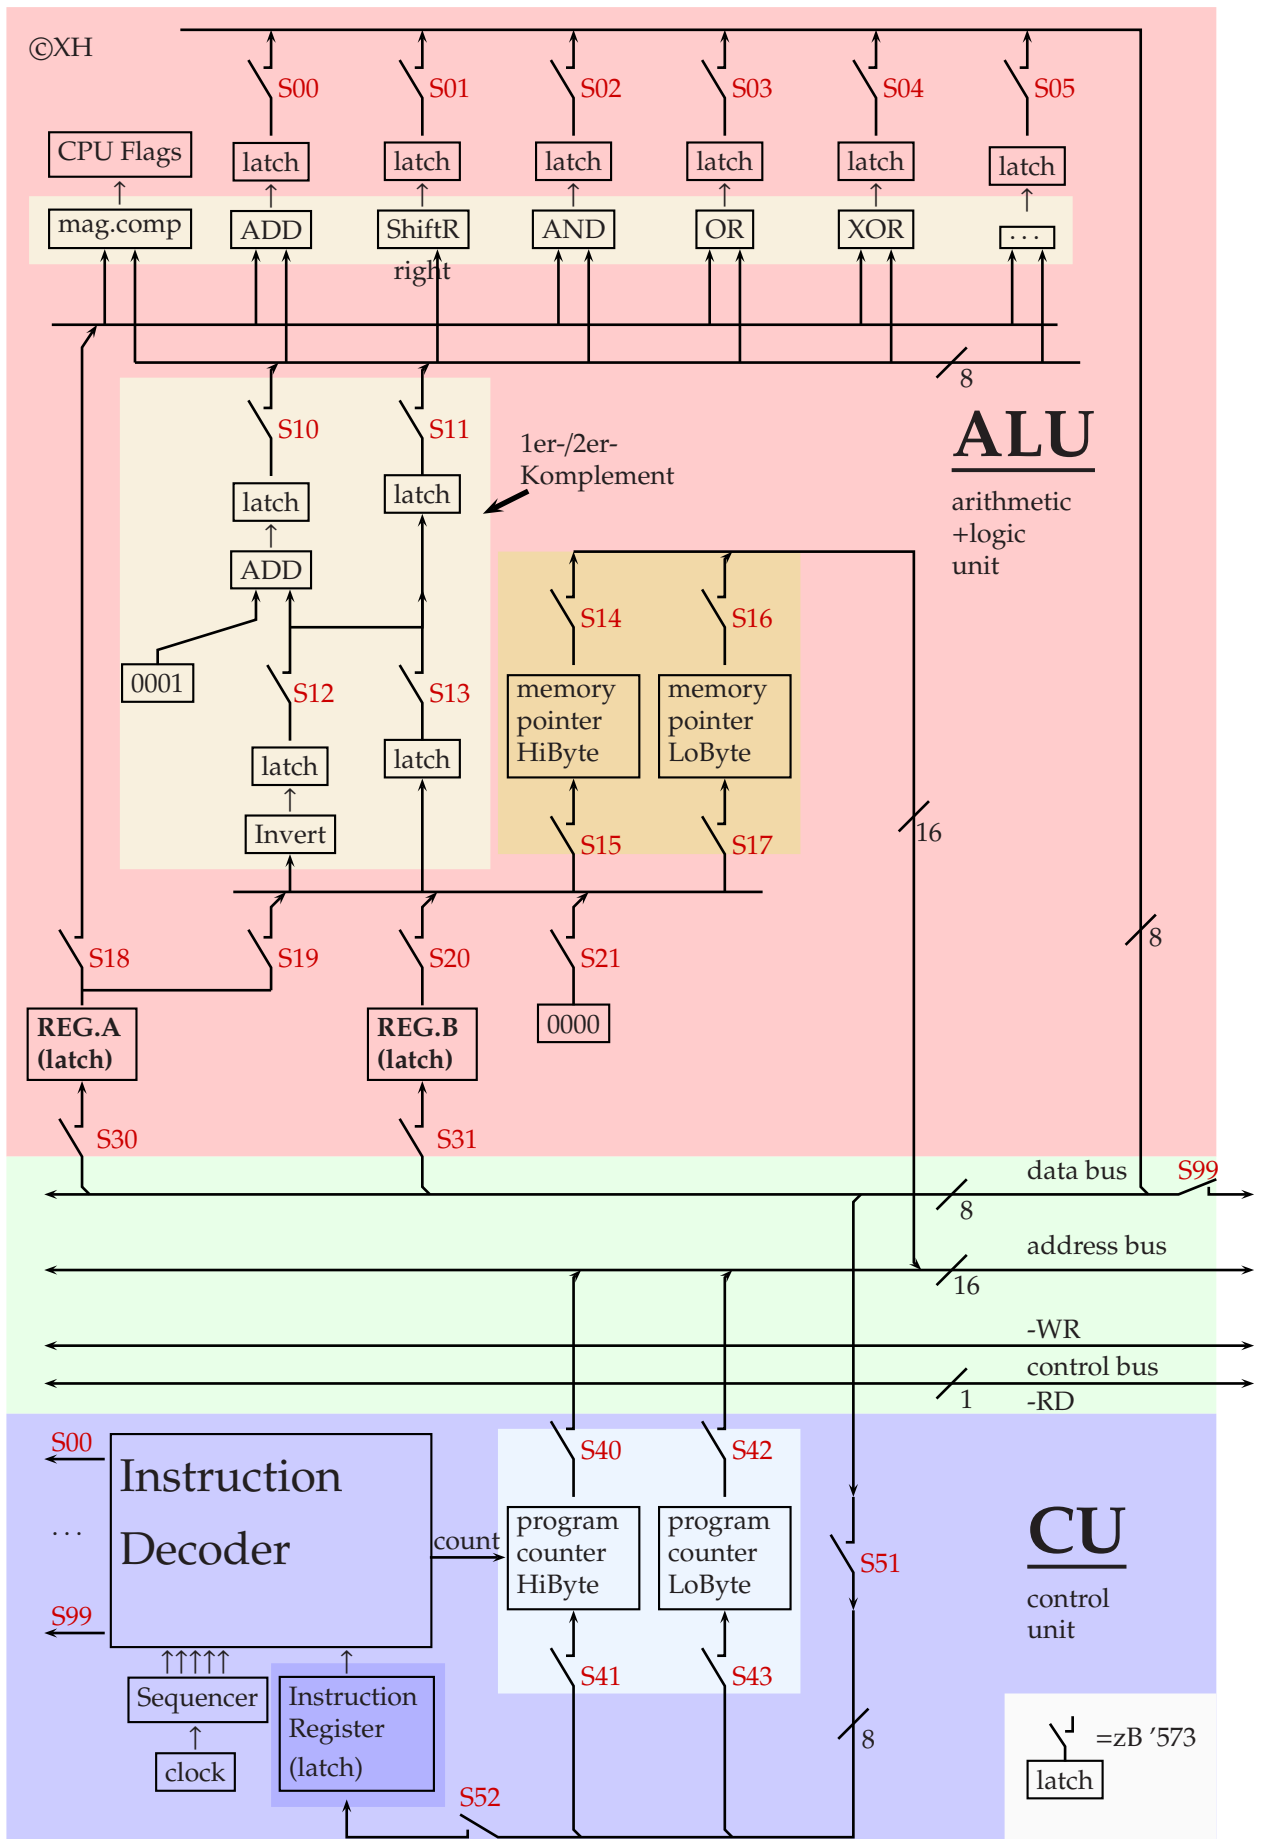 ©XH
S00 S01 S02 S03 S04 S05
CPU Flags
latch latch latch latch latch latch
mag.comp ADD ShiftR AND OR XOR ...
right
8
S10 S11
ALU
1er-/2er-
Komplement
arithmetic
+logic
unit
latch latch
ADD
S14 S16
0001
S12 S13
memory
pointer
HiByte
memory
pointer
LoByte
latch latch
Invert
S15 S17
16
8
S18 S19 S20 S21
REG.A
(latch)
REG.B
(latch)
0000
S30 S31
data bus
S99
8
address bus
16
-WR
control bus
1
-RD
S00
Instruction
Decoder
...
S99
count
S40 S42
program
counter
HiByte
program
counter
LoByte
S51
CU
control
unit
S41 S43
Sequencer
clock
Instruction
Register
(latch)
8
S52
=zB '573
latch